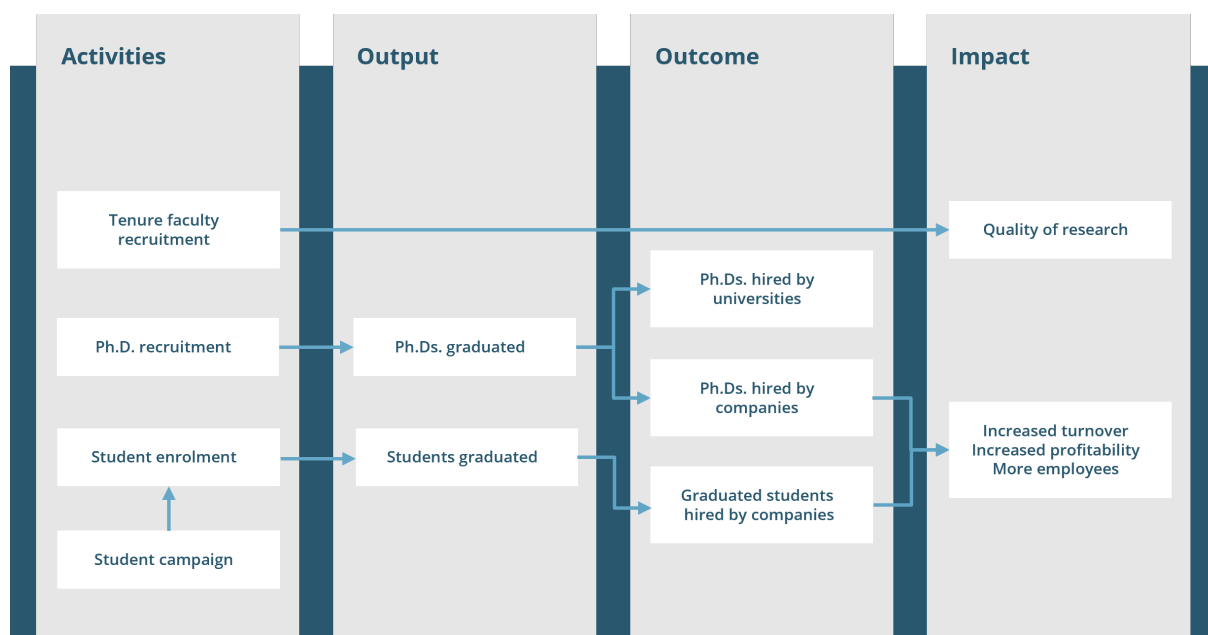 Activities
Output
Outcome
Impact
Tenure faculty
recruitment
Quality of research
Ph.Ds. hired by
universities
Ph.D. recruitment
Ph.Ds. graduated
Ph.Ds. hired by
companies
Student enrolment
Students graduated
Increased turnover
Increased profitability
More employees
Graduated students
hired by companies
Student campaign